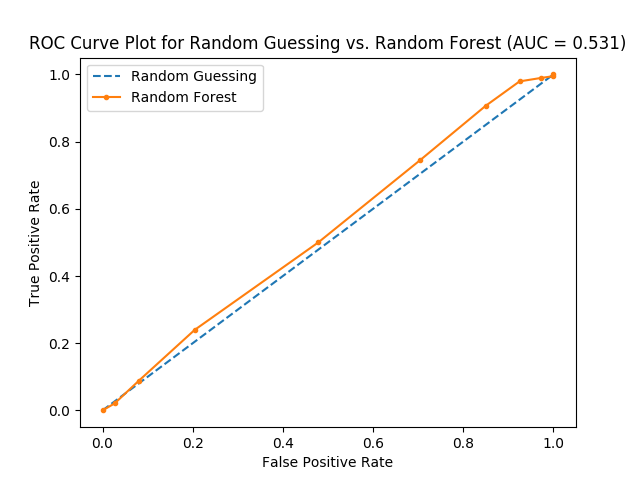 ROC Curve Plot for Random Guessing vs. Random Forest (AUC = 0.531)
Random Guessing
Random Forest
1.0
0.8
0.6
0.4
0.2
0.0
True Positive Rate
0.0 0.2 0.4 0.6 0.8 1.0
False Positive Rate